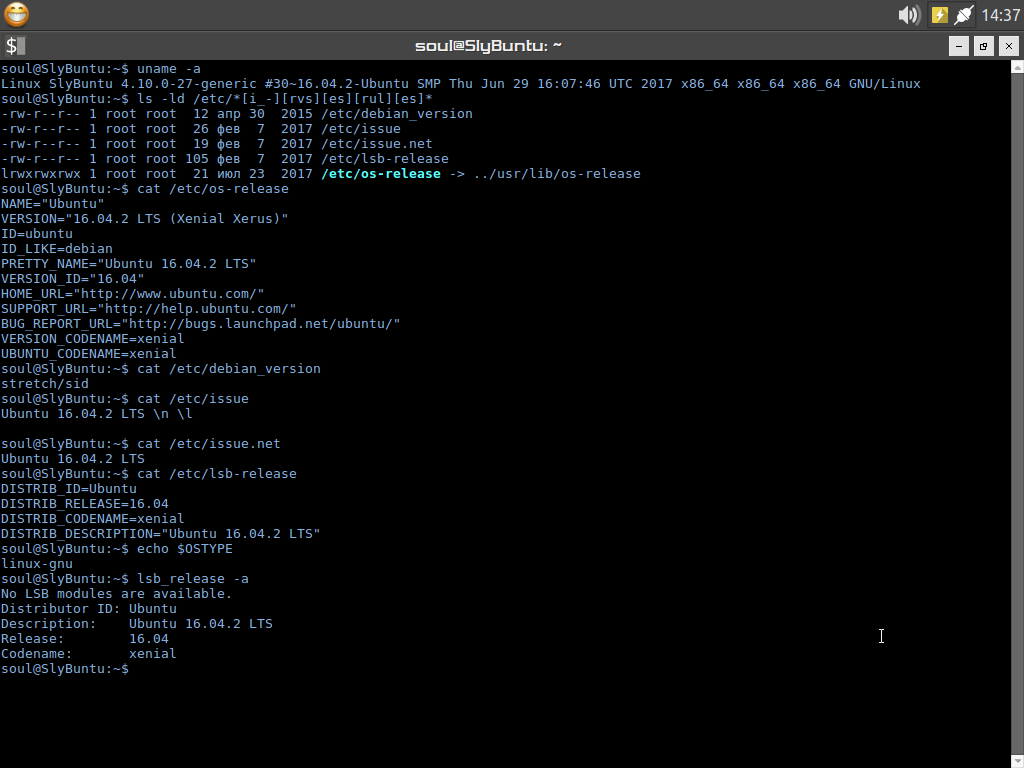 14:37
$
soul@SlyBuntu: ~
soul@SlyBuntu:~$ uname -a
Linux SlyBuntu 4.10.0-27-generic #30~16.04.2-Ubuntu SMP Thu Jun 29 16:07:46 UTC 2017 x86_64 x86_64 x86_64 GNU/Linux
soul@SlyBuntu:~$ ls -ld /etc/*[i_-][rvs][es][rul][es]*
-rw-r--r-- 1 root root  12 апр 30  2015 /etc/debian_version
-rw-r--r-- 1 root root  26 фев  7  2017 /etc/issue
-rw-r--r-- 1 root root  19 фев  7  2017 /etc/issue.net
-rw-r--r-- 1 root root 105 фев  7  2017 /etc/lsb-release
lrwxrwxrwx 1 root root  21 июл 23  2017 /etc/os-release -> ../usr/lib/os-release
soul@SlyBuntu:~$ cat /etc/os-release
NAME="Ubuntu"
VERSION="16.04.2 LTS (Xenial Xerus)"
ID=ubuntu
ID_LIKE=debian
PRETTY_NAME="Ubuntu 16.04.2 LTS"
VERSION_ID="16.04"
HOME_URL="http://www.ubuntu.com/"
SUPPORT_URL="http://help.ubuntu.com/"
BUG_REPORT_URL="http://bugs.launchpad.net/ubuntu/"
VERSION_CODENAME=xenial
UBUNTU_CODENAME=xenial
soul@SlyBuntu:~$ cat /etc/debian_version
stretch/sid
soul@SlyBuntu:~$ cat /etc/issue
Ubuntu 16.04.2 LTS \n \l

soul@SlyBuntu:~$ cat /etc/issue.net
Ubuntu 16.04.2 LTS
soul@SlyBuntu:~$ cat /etc/lsb-release
DISTRIB_ID=Ubuntu
DISTRIB_RELEASE=16.04
DISTRIB_CODENAME=xenial
DISTRIB_DESCRIPTION="Ubuntu 16.04.2 LTS"
soul@SlyBuntu:~$ echo $OSTYPE
linux-gnu
soul@SlyBuntu:~$ lsb_release -a
No LSB modules are available.
Distributor ID: Ubuntu
Description:    Ubuntu 16.04.2 LTS
Release:        16.04
Codename:       xenial
soul@SlyBuntu:~$